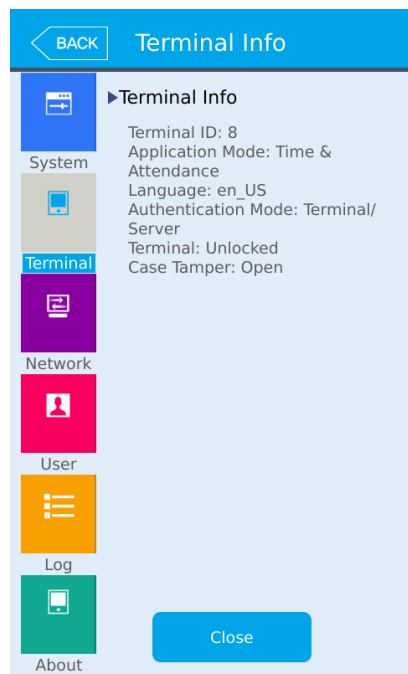 BACK
Terminal Info
Terminal Info
Terminal ID: 8
Application Mode: Time &
Attendance
Language: en_US
Authentication Mode: Terminal/
Server
Terminal: Unlocked
Case Tamper: Open
System
Terminal
Network
User
Log
About
Close